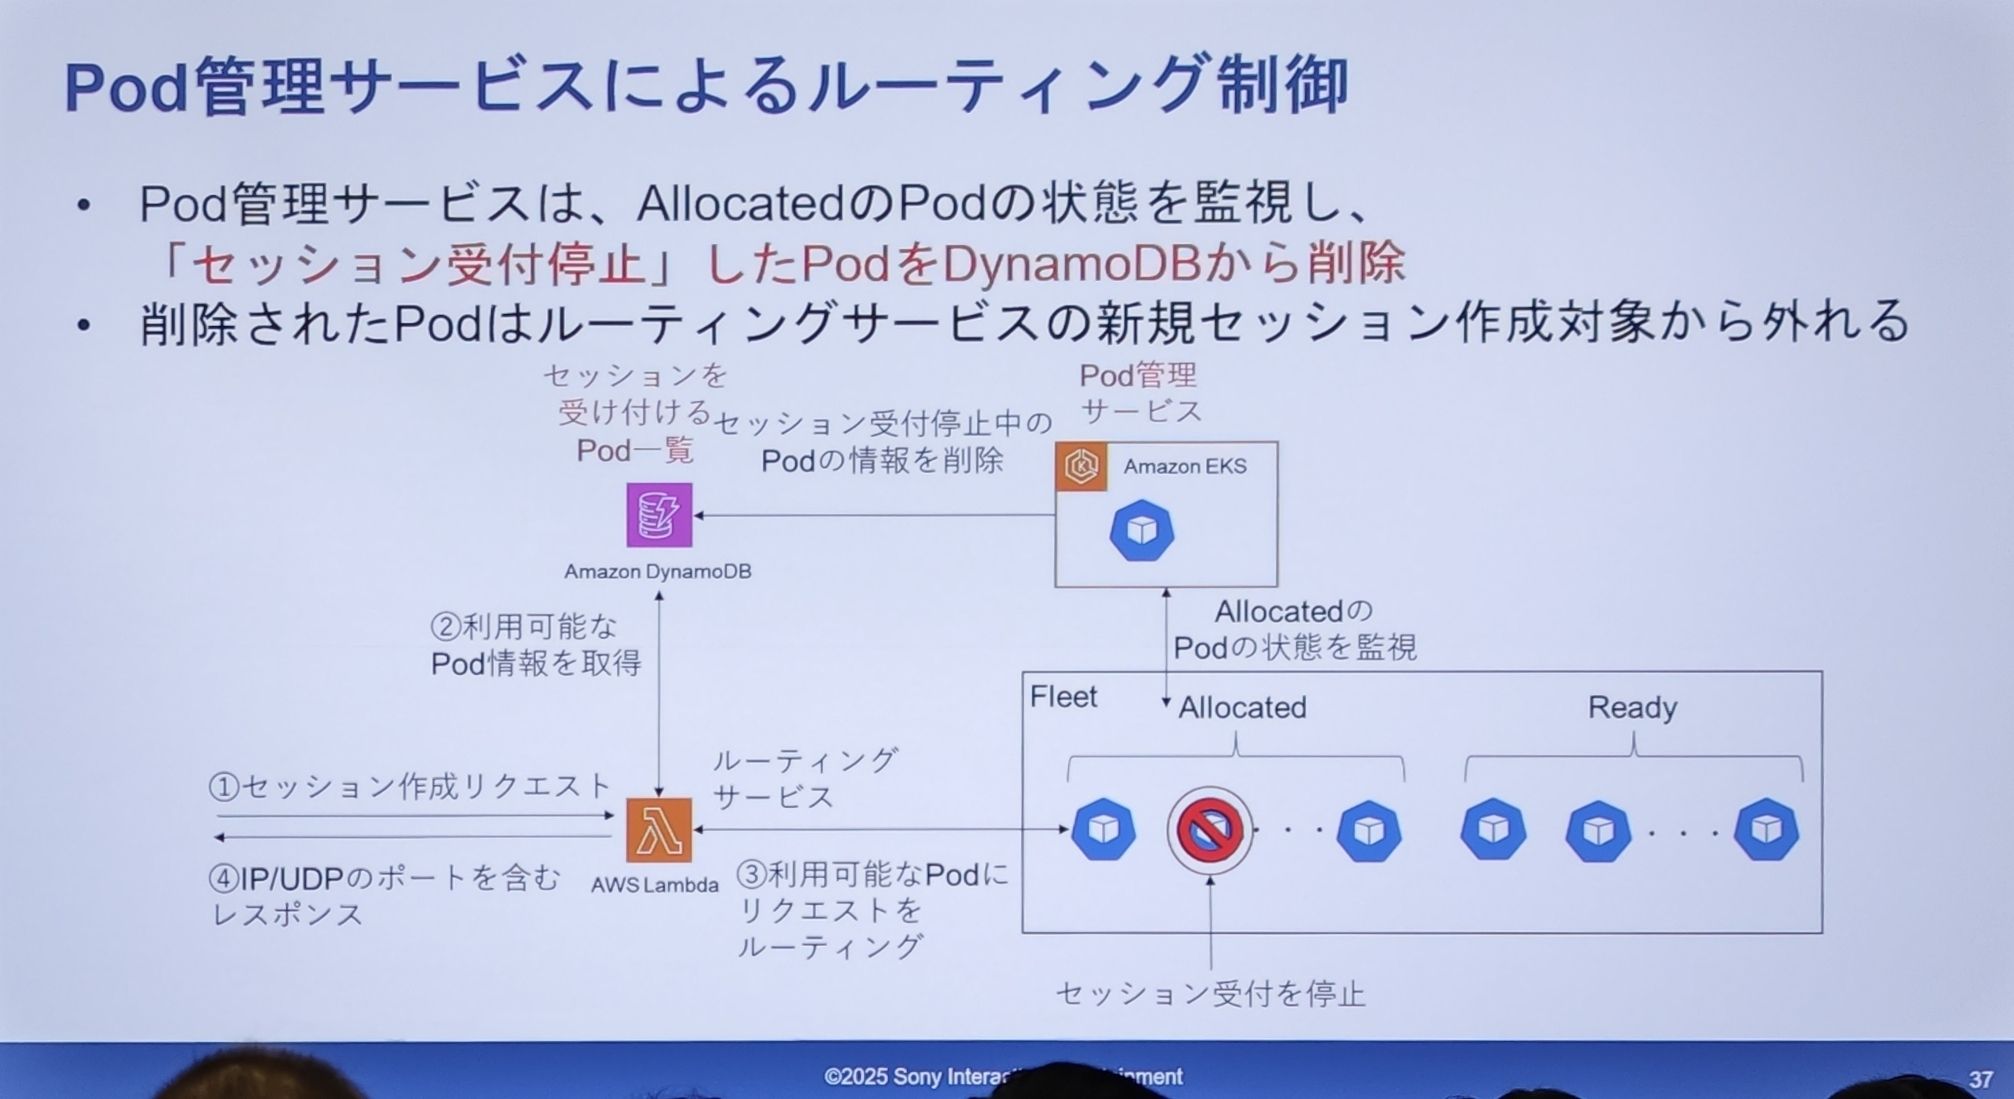 Pod管理サービスによるルーティング制御
• Pod管理サービスは、AllocatedのPodの状態を監視し、
「セッション受付停止」したPodをDynamoDBから削除
• 削除されたPodはルーティングサービスの新規セッション作成対象から外れる
セッションを
受け付ける
Pod一覧
セッション受付停止中の
Podの情報を削除
Pod管理
サービス
Amazon EKS
Amazon DynamoDB
②利用可能な
Pod情報を取得
Allocatedの
Podの状態を監視
Fleet
Allocated
Ready
①セッション作成リクエスト
ルーティング
サービス
④IP/UDPのポートを含む
レスポンス
AWS Lambda
③利用可能なPodに
リクエストを
ルーティング
セッション受付を停止
©2025 Sony
37